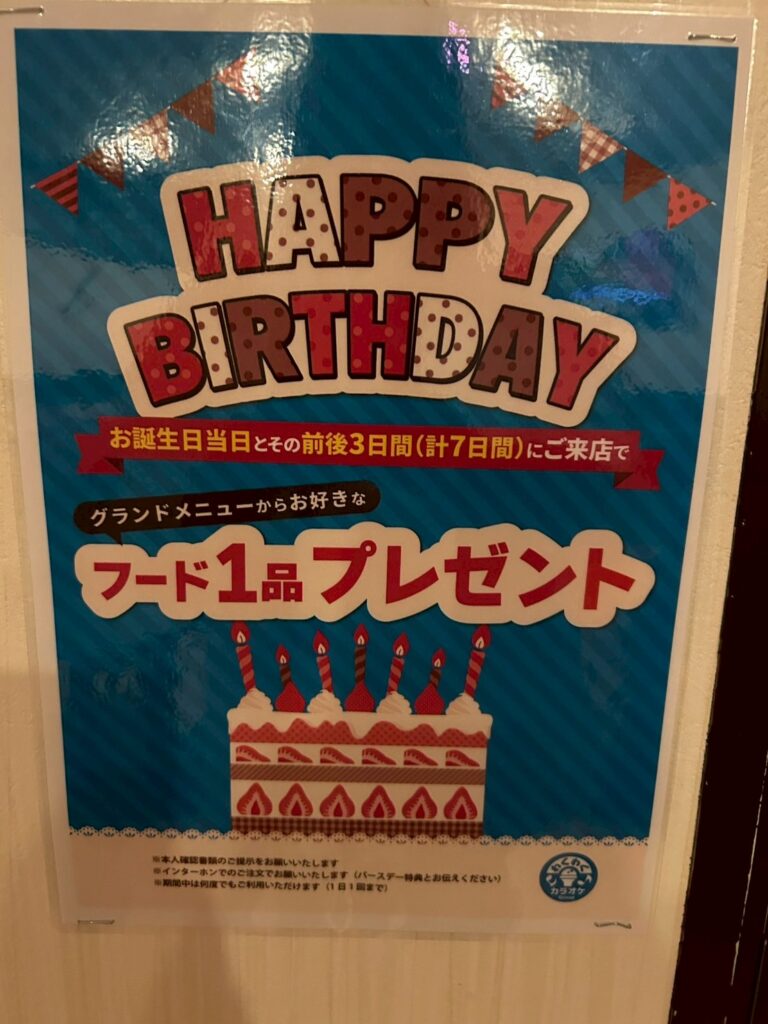 HAPPY
BIRTHDAY
お誕生日当日とその前後3日間(計7日間)にご来店で
グランドメニューからお好きな
フード1品プレゼント
※本人確認書類のご提示をお願いいたします
※インターホンでのご注文でお願いいたします(バースデー特典とお伝えください)
※期間中は何度でもご利用いただけます(1日1回まで)
わくわく
カラオケ